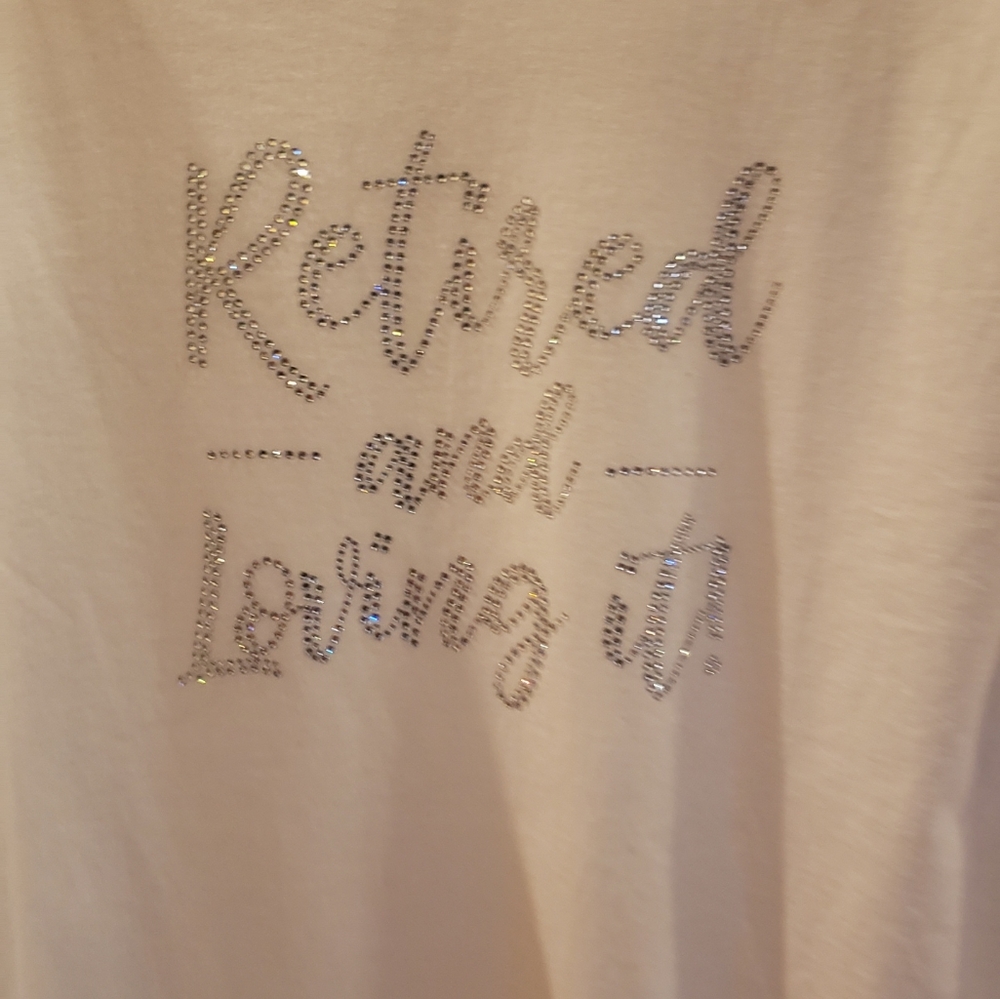 Retired
- and -
Loving it!